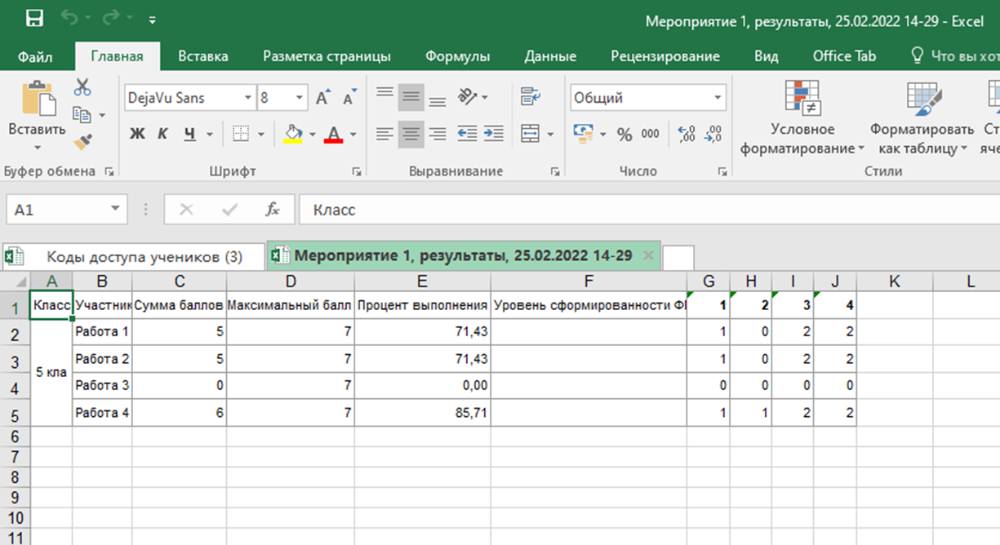 Мероприятие 1, результаты, 25.02.2022 14-29 - Excel
Файл Главная Вставка Разметка страницы Формулы Данные Рецензирование Вид Office Tab Что вы хот
DejaVu Sans 8 Общий
Вставить
Ж К Ч % 000 ,00 ,00
Условное форматирование
Форматировать как таблицу
Ст
яче
Буфер обмена Шрифт Выравнивание Число Стили
A1 fx Класс
Коды доступа учеников (3) Мероприятие 1, результаты, 25.02.2022 14-29
A B C D E F G H I J K L
1 Класс Участник Сумма баллов Максимальный балл Процент выполнения Уровень сформированности 1 2 3 4
2 Работа 1 5 7 71,43 1 0 2 2
3 Работа 2 5 7 71,43 1 0 2 2
5 кла
4 Работа 3 0 7 0,00 0 0 0 0
5 Работа 4 6 7 85,71 1 1 2 2
6
7
8
9
10
11